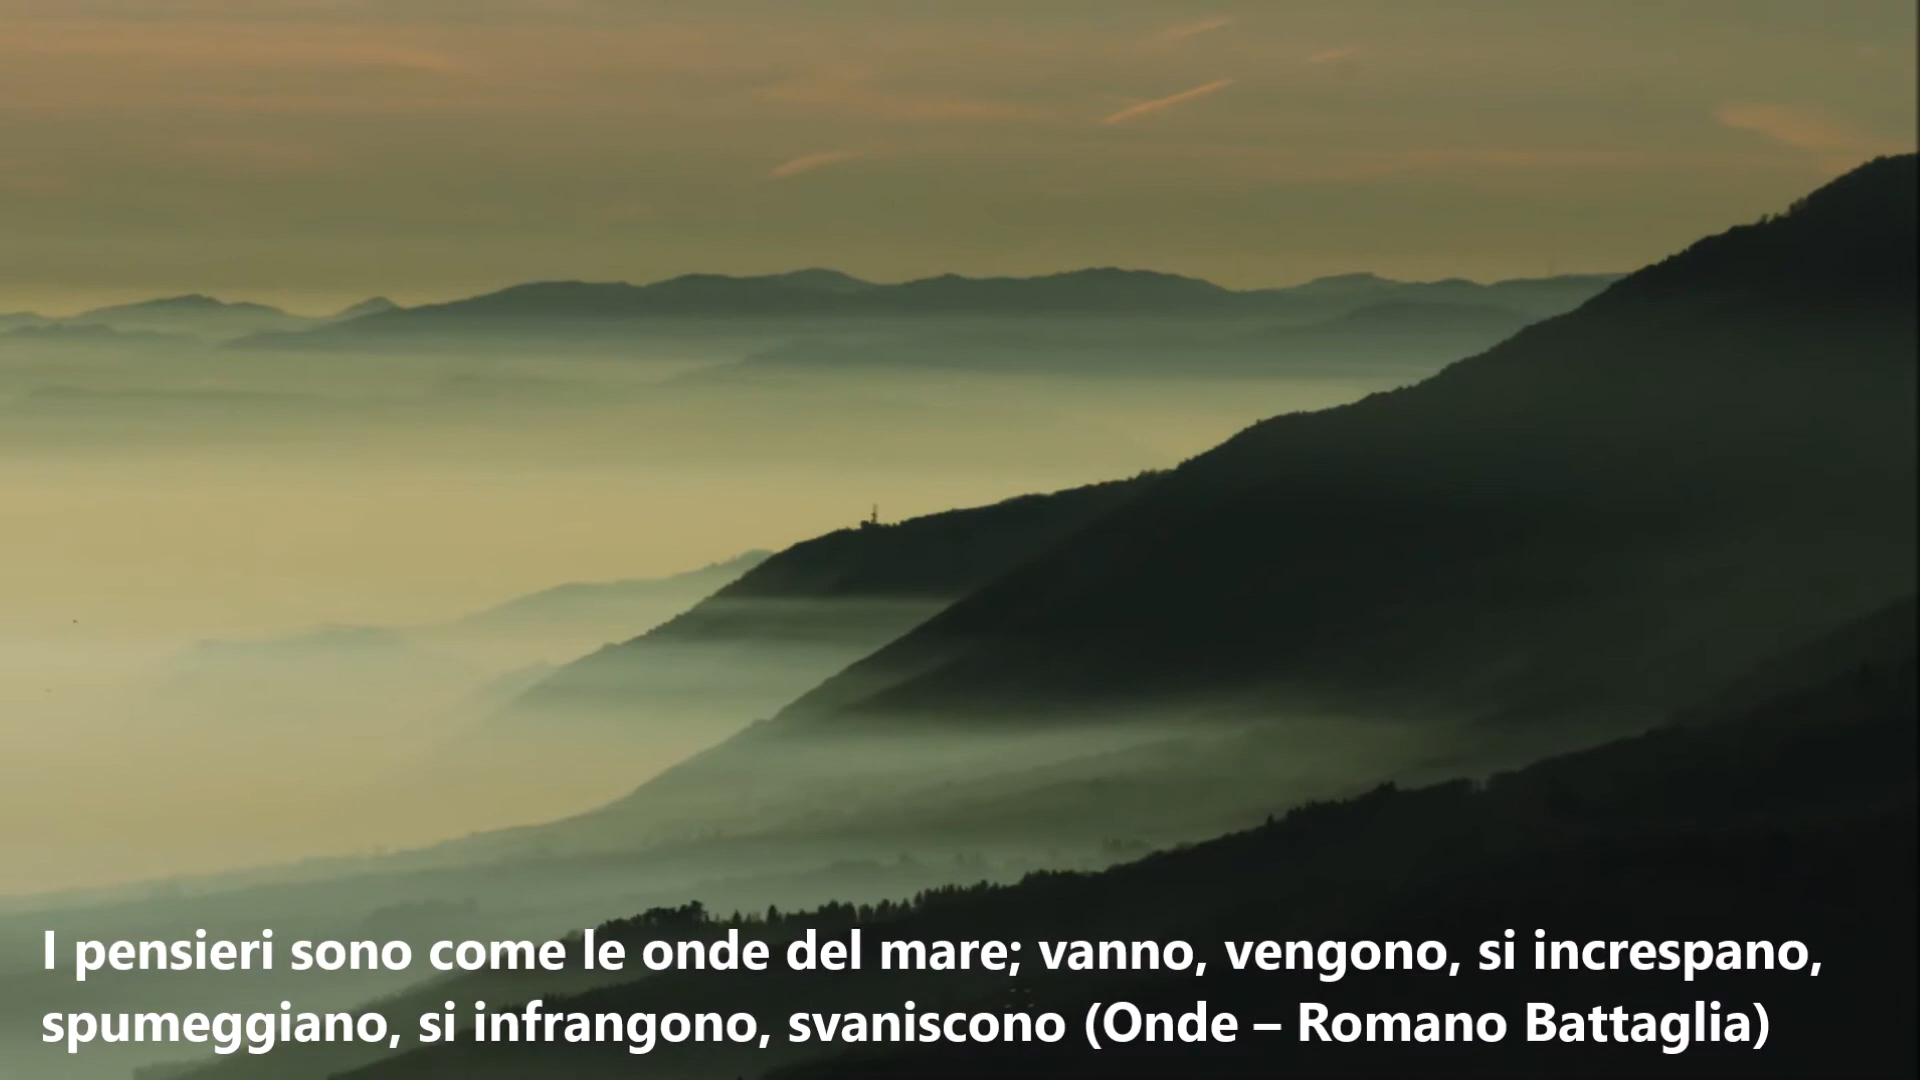 I pensieri sono come le onde del mare; vanno, vengono, si increspano,
spumeggiano, si infrangono, svaniscono (Onde – Romano Battaglia)